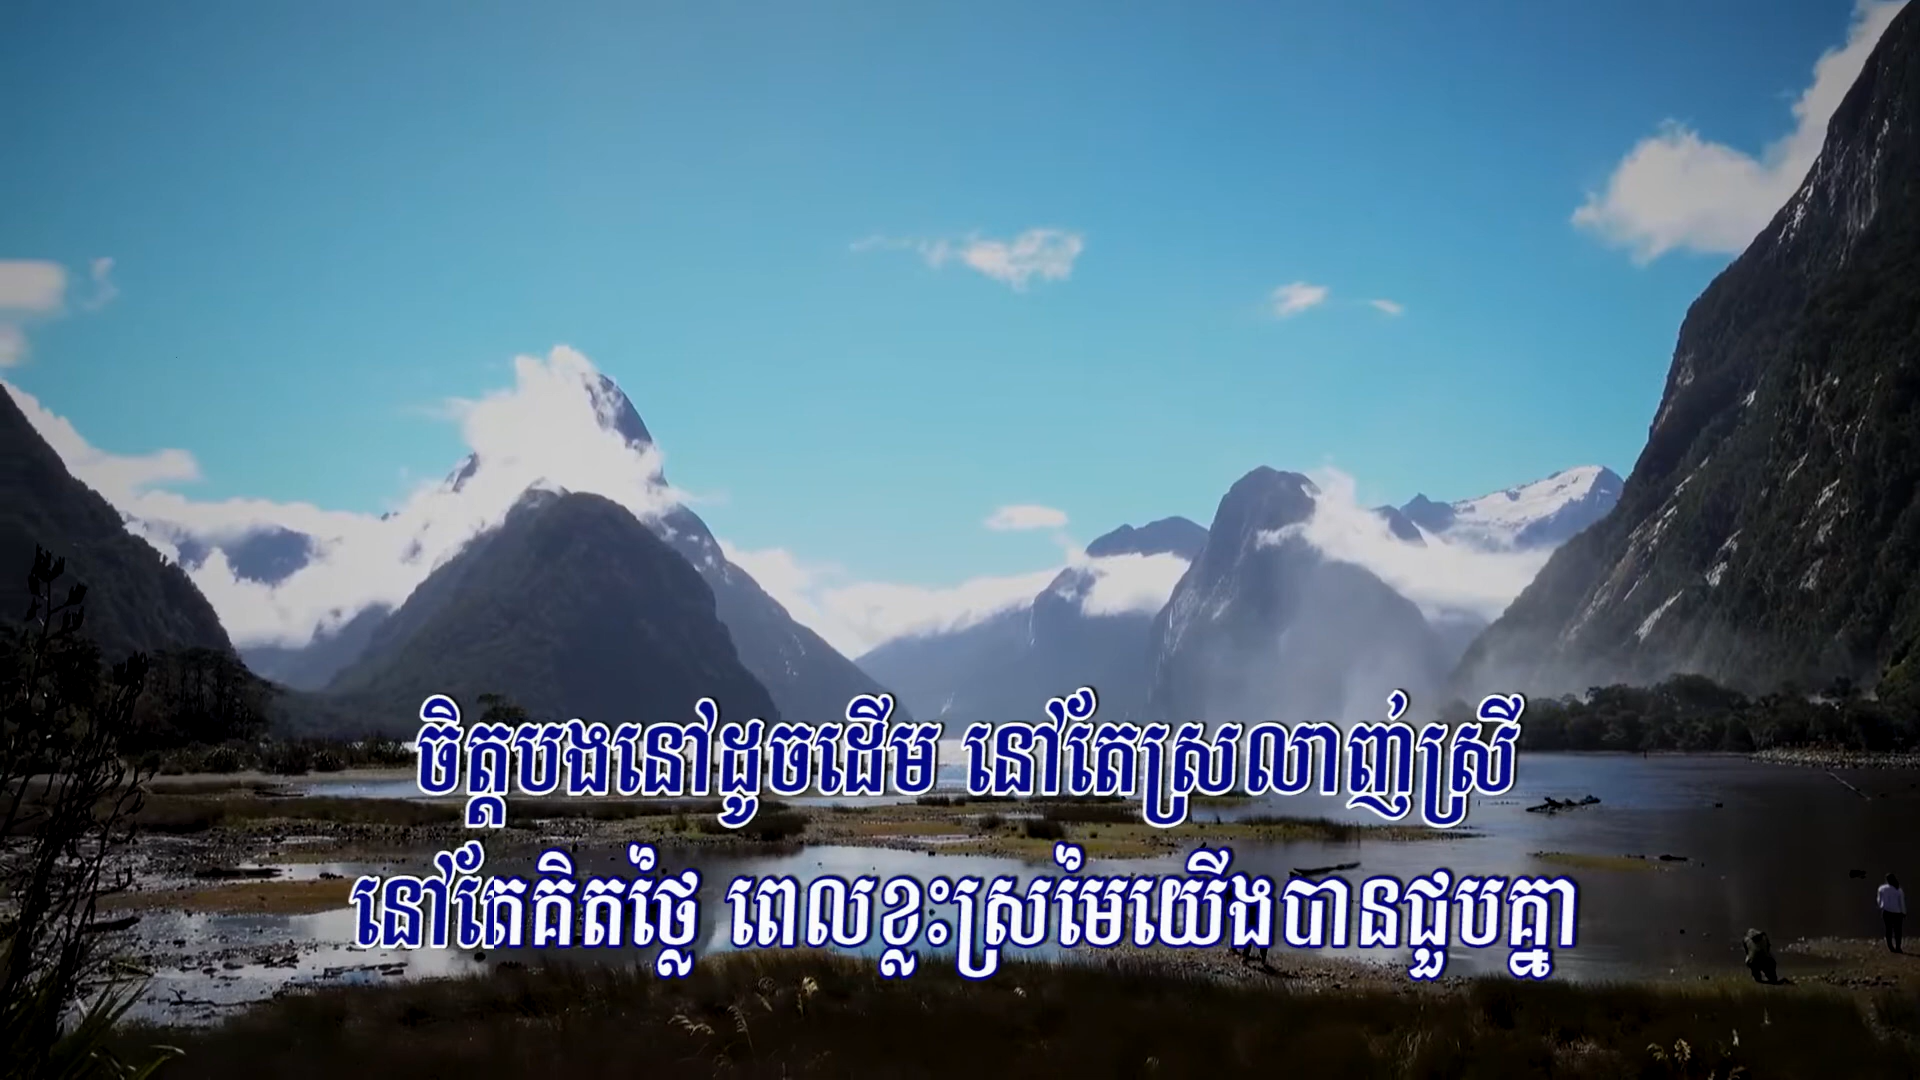 ចិត្តបងនៅដូចដើម នៅតែស្រលាញ់ស្រី
នៅតែគិតថ្លៃ ពេលខ្លះស្រមៃយើងបានជួបគ្នា